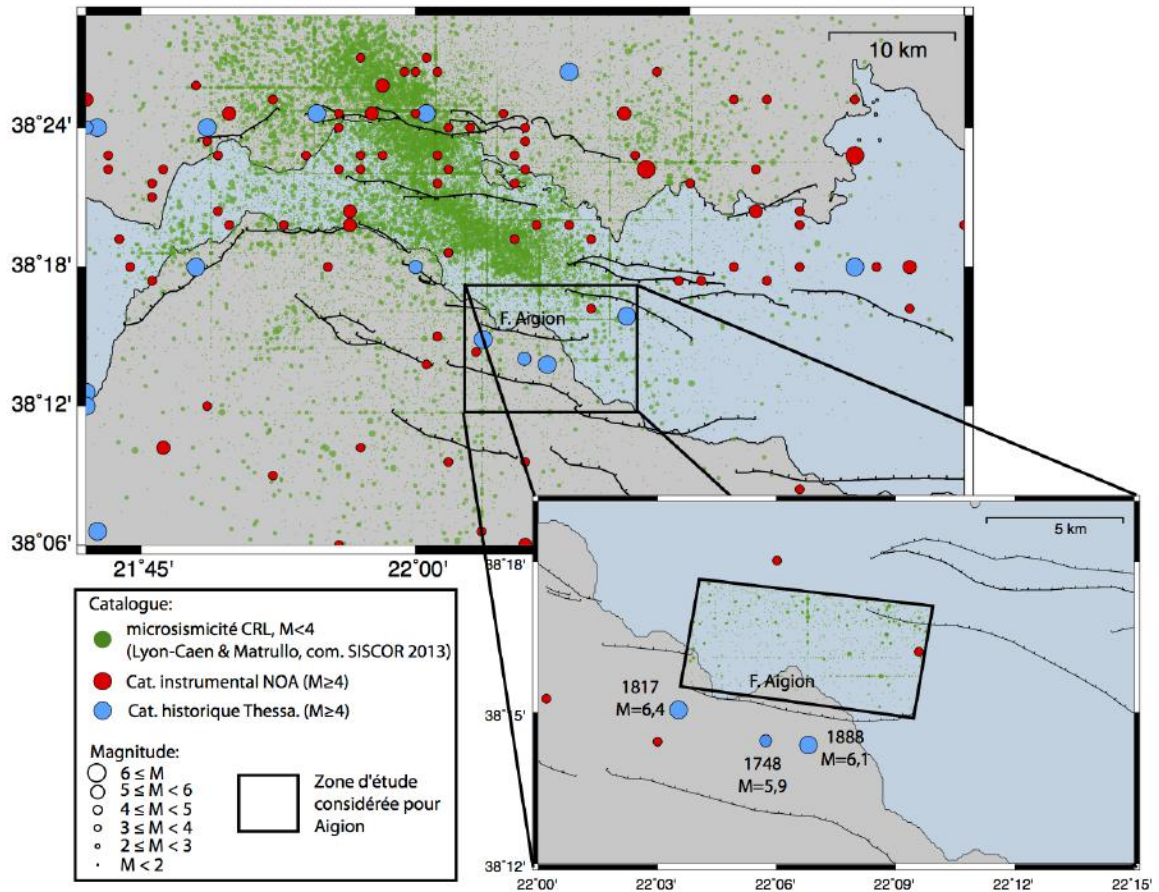 10 km
38°24'
38°18'
F. Aigion
38°12'
38°06'
21°45'
22°00'
5 km
38°18'
F. Aigion
1817
M=6,4
38°15'
1888
M=6,1
1748
M=5,9
38°12'
22°00' 22°03' 22°06' 22°09' 22°12' 22°15'
Catalogue:
microsismicité CRL, M<4
(Lyon-Caen & Matrullo, com. SISCOR 2013)
Cat. instrumental NOA (M≥4)
Cat. historique Thessa. (M≥4)
Magnitude:
6 ≤ M
5 ≤ M < 6
4 ≤ M < 5
3 ≤ M < 4
2 ≤ M < 3
M < 2
Zone d'étude
considérée pour
Aigion